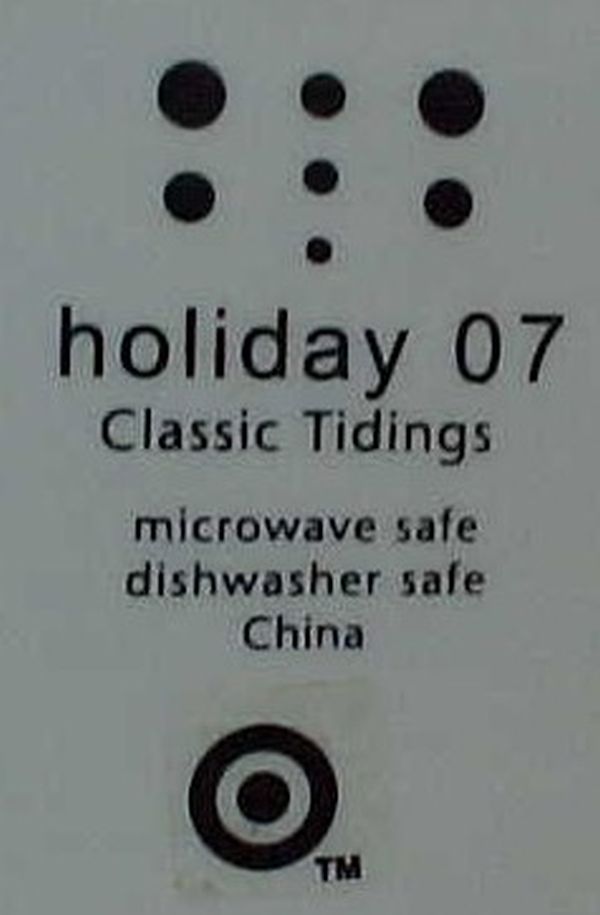 holiday 07
Classic Tidings
microwave safe
dishwasher safe
China
TM